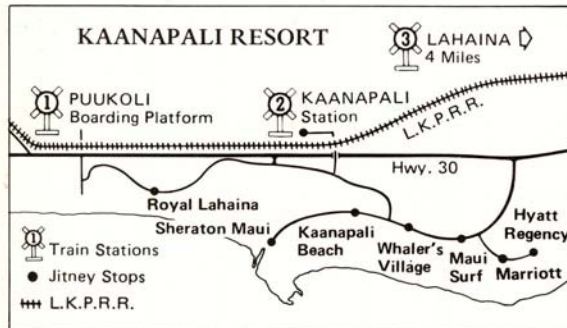 KAANAPALI RESORT
3 LAHAINA
4 Miles
1 PUUKOLI
Boarding Platform
2 KAANAPALI
Station
L.K.P.R.R.
Hwy. 30
Royal Lahaina
Sheraton Maui
Kaanapali
Beach
Whaler's
Village
Maui
Surf
Hyatt
Regency
Marriott
1 Train Stations
Jitney Stops
L.K.P.R.R.